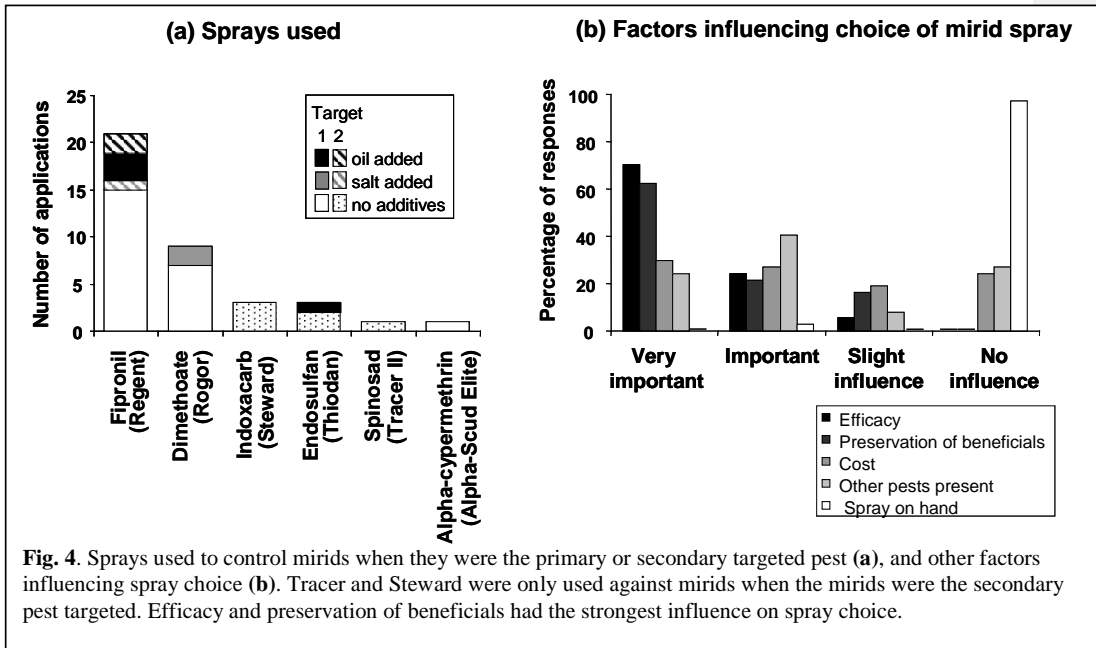 (a) Sprays used
Number of applications
25
20
15
10
5
0
Target
1 2
oil added
salt added
no additives
Fipronil
(Regent)
Dimethoate
(Rogor)
Indoxacarb
(Steward)
Endosulfan
(Thiodan)
Spinosad
(Tracer II)
Alpha-cypermethrin
(Alpha-Scud Elite)
(b) Factors influencing choice of mirid spray
Percentage of responses
100
80
60
40
20
0
Very
important
Important
Slight
influence
No
influence
Efficacy
Preservation of beneficials
Cost
Other pests present
Spray on hand
Fig. 4. Sprays used to control mirids when they were the primary or secondary targeted pest (a), and other factors
influencing spray choice (b). Tracer and Steward were only used against mirids when the mirids were the secondary
pest targeted. Efficacy and preservation of beneficials had the strongest influence on spray choice.